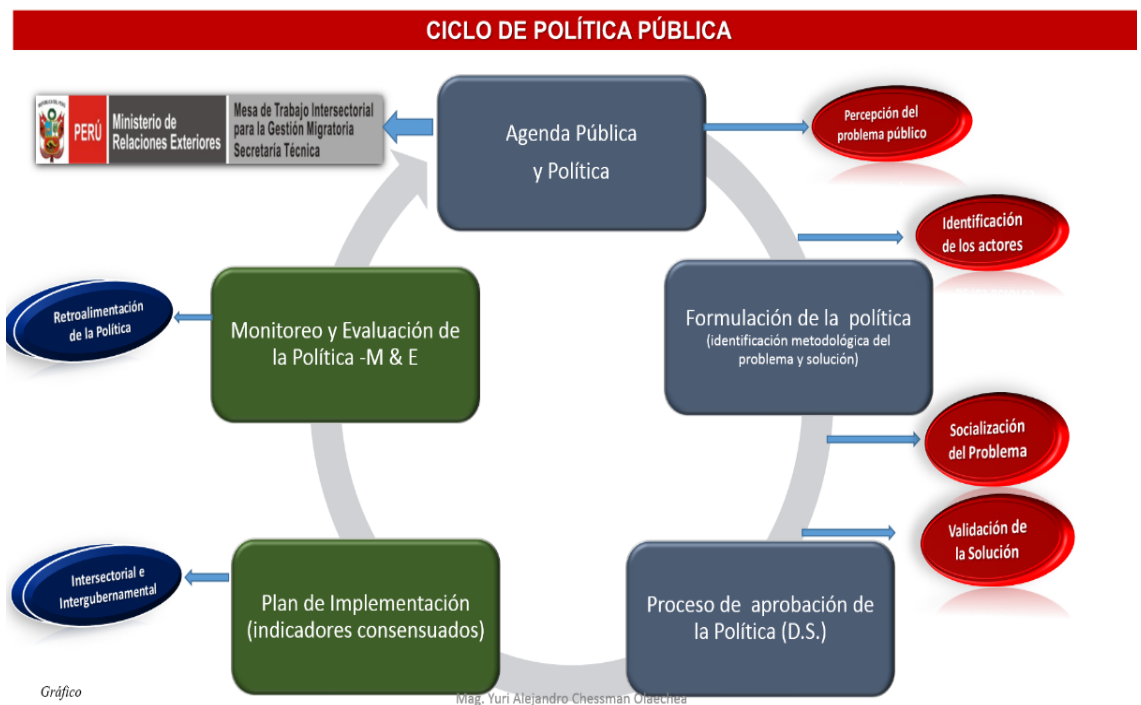 CICLO DE POLÍTICA PÚBLICA
PERÚ
Ministerio de
Relaciones Exteriores
Mesa de Trabajo Intersectorial
para la Gestión Migratoria
Secretaría Técnica
Agenda Pública
y Política
Percepción del
problema público
Identificación
de los actores
Formulación de la política
(identificación metodológica del
problema y solución)
Socialización
del Problema
Validación de
la Solución
Proceso de aprobación de
la Política (D.S.)
Plan de Implementación
(indicadores consensuados)
Intersectorial e
Intergubernamental
Monitoreo y Evaluación de
la Política -M & E
Retroalimentación
de la Política
Gráfico
Mag. Yuri Alejandro Chessman Olaechea